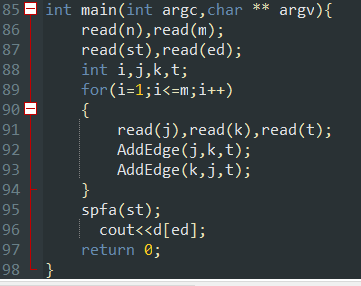 85 int main(int argc,char ** argv){
86 read(n),read(m);
87 read(st),read(ed);
88 int i,j,k,t;
89 for(i=1;i<=m;i++)
90 {
91 read(j),read(k),read(t);
92 AddEdge(j,k,t);
93 AddEdge(k,j,t);
94 }
95 spfa(st);
96 cout<<d[ed];
97 return 0;
98 }